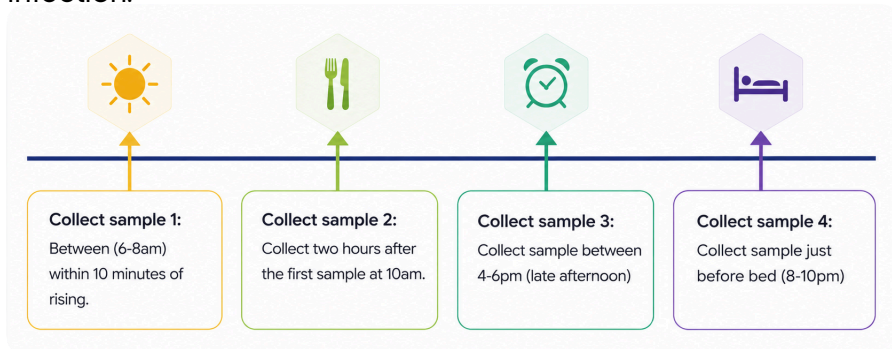 infection.
Collect sample 1:
Between (6-8am)
within 10 minutes of
rising.
Collect sample 2:
Collect two hours after
the first sample at 10am.
Collect sample 3:
Collect sample between
4-6pm (late afternoon)
Collect sample 4:
Collect sample just
before bed (8-10pm)